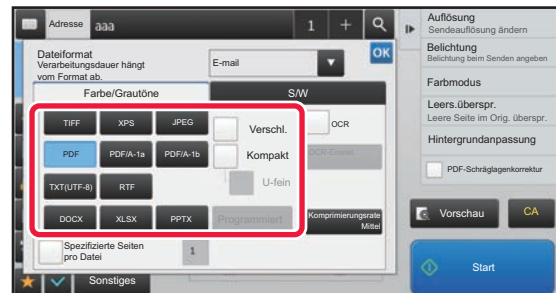 Adresse aaa 1 +
Dateiformat
Verarbeitungsdauer hängt
vom Format ab.
E-mail
OK
Farbe/Grautöne
S/W
TIFF XPS JPEG Verschl. OCR
PDF PDF/A-1a PDF/A-1b Kompakt OCR-Einstel.
TXT(UTF-8) RTF U-fein
DOCX XLSX PPTX Programmiert Komprimierungsrate
Mittel
Spezifizierte Seiten
pro Datei
1
Sonstiges
Auflösung
Sendeauflösung ändern
Belichtung
Belichtung beim Senden angeben
Farbmodus
Leers.überspr.
Leere Seite im Orig. überspr.
Hintergrundanpassung
PDF-Schräglagenkorrektur
Vorschau CA
Start